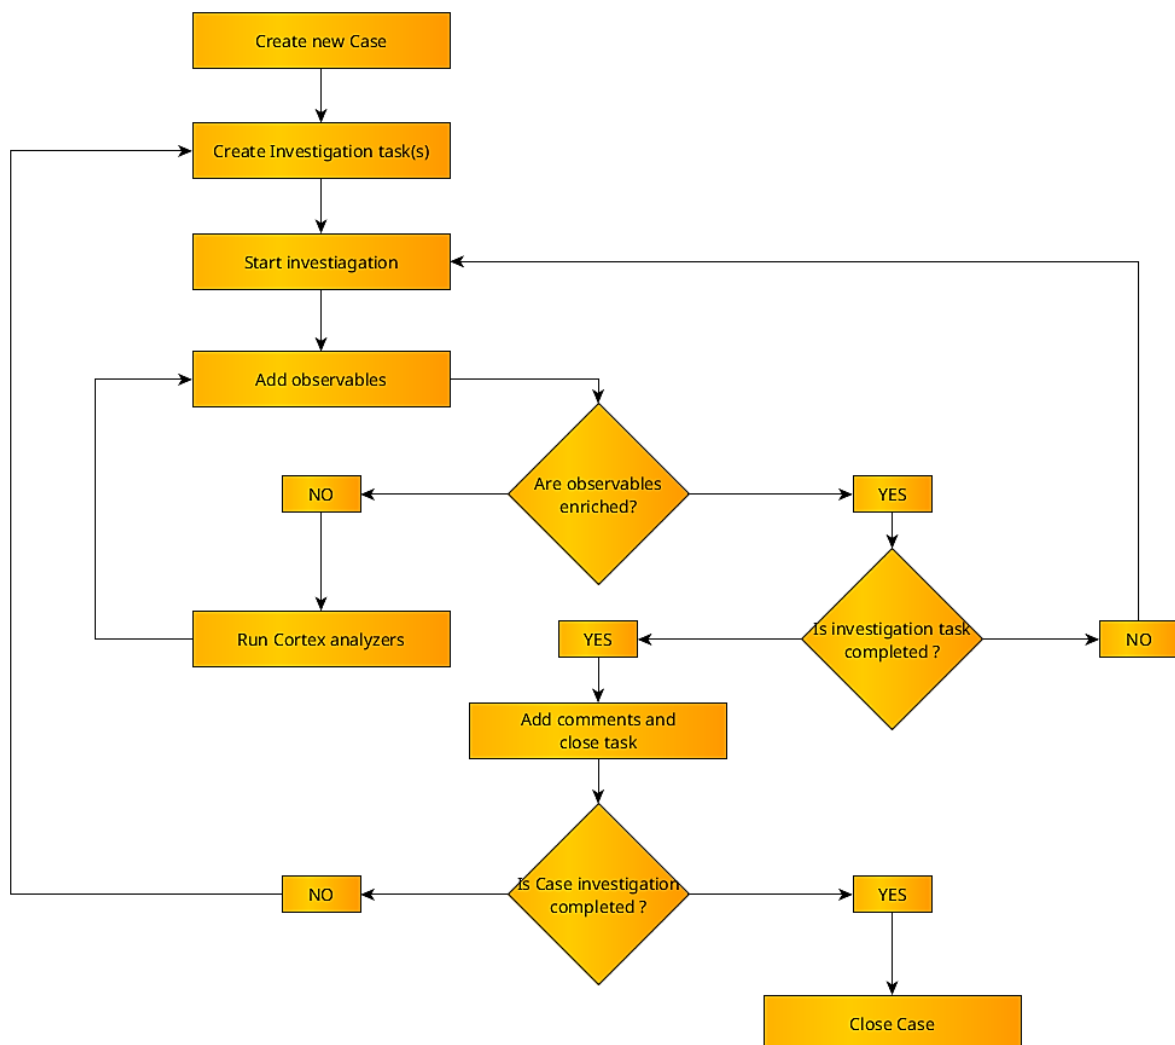 Create new Case
Create Investigation task(s)
Start investiagation
Add observables
Are observables
enriched?
NO
YES
Run Cortex analyzers
YES
Is investigation task
completed ?
NO
Add comments and
close task
Is Case investigation
completed ?
NO
YES
Close Case